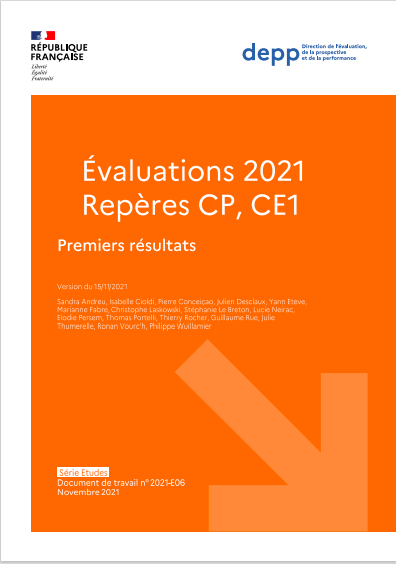 RÉPUBLIQUE
FRANÇAISE
Liberté
Égalité
Fraternité
depp
Direction de l'évaluation,
de la prospective
et de la performance
Évaluations 2021
Repères CP, CE1
Premiers résultats
Version du 15/11/2021
Sandra Andreu, Isabelle Cioldi, Pierre Conceiçao, Julien Desclaux, Yann Eteve,
Marianne Fabre, Christophe Laskowski, Stéphanie Le Breton, Lucie Neirac,
Elodie Persem, Thomas Portelli, Thierry Rocher, Guillaume Rue, Julie
Thumerelle, Ronan Vourc'h, Philippe Wuillamier
Série Etudes
Document de travail n° 2021-E06
Novembre 2021